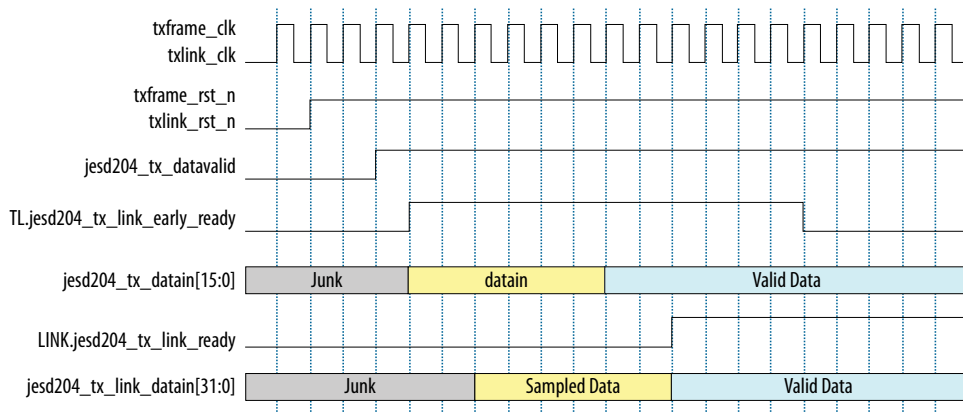 txframe_clk
txlink_clk
txframe_rst_n
txlink_rst_n
jesd204_tx_datavalid
TL.jesd204_tx_link_early_ready
jesd204_tx_datain[15:0] Junk datain Valid Data
LINK.jesd204_tx_link_ready
jesd204_tx_link_datain[31:0] Junk Sampled Data Valid Data